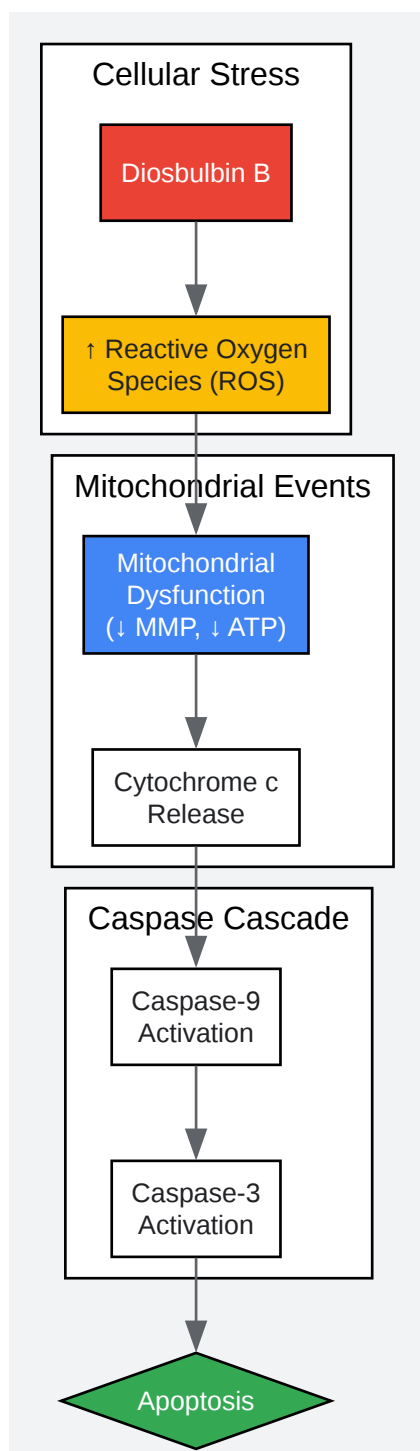 Cellular Stress
Diosbulbin B
↑ Reactive Oxygen
Species (ROS)
Mitochondrial Events
Mitochondrial
Dysfunction
(↓ MMP, ↓ ATP)
Cytochrome c
Release
Caspase Cascade
Caspase-9
Activation
Caspase-3
Activation
Apoptosis